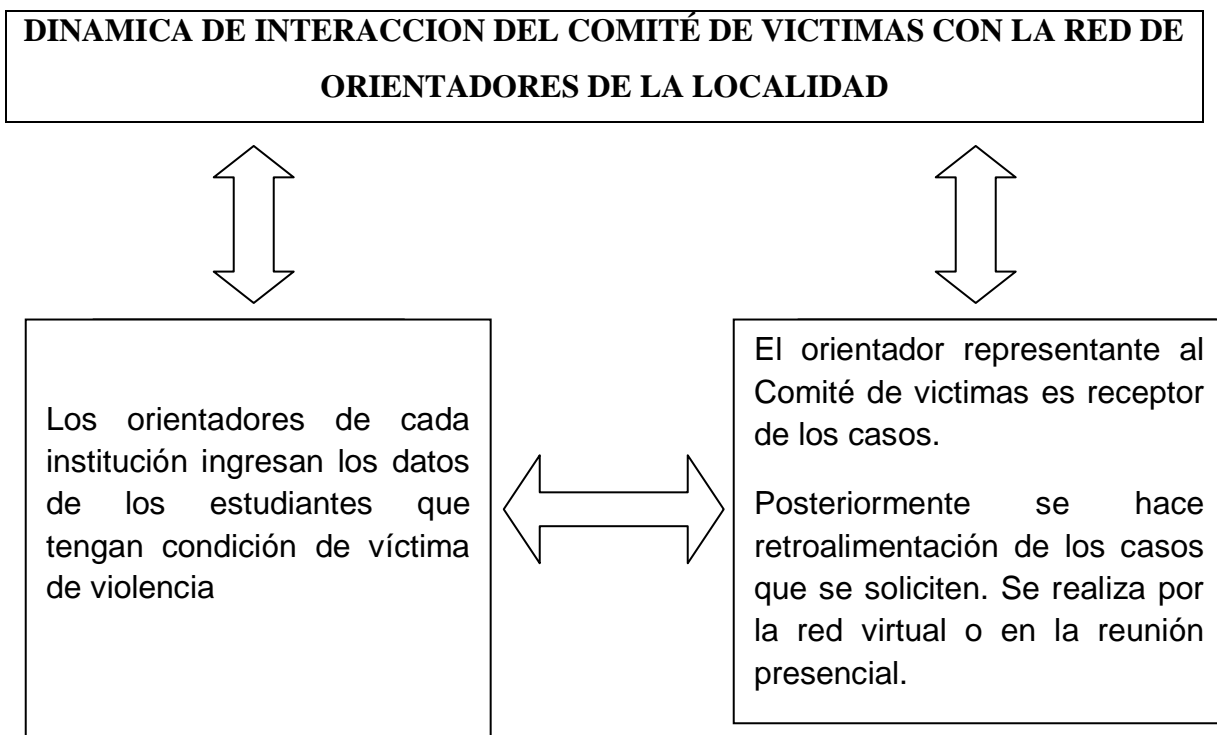 DINAMICA DE INTERACCION DEL COMITÉ DE VICTIMAS CON LA RED DE
ORIENTADORES DE LA LOCALIDAD
Los orientadores de cada
institución ingresan los datos
de los estudiantes que
tengan condición de víctima
de violencia
El orientador representante al
Comité de victimas es receptor
de los casos.
Posteriormente se hace
retroalimentación de los casos
que se soliciten. Se realiza por
la red virtual o en la reunión
presencial.